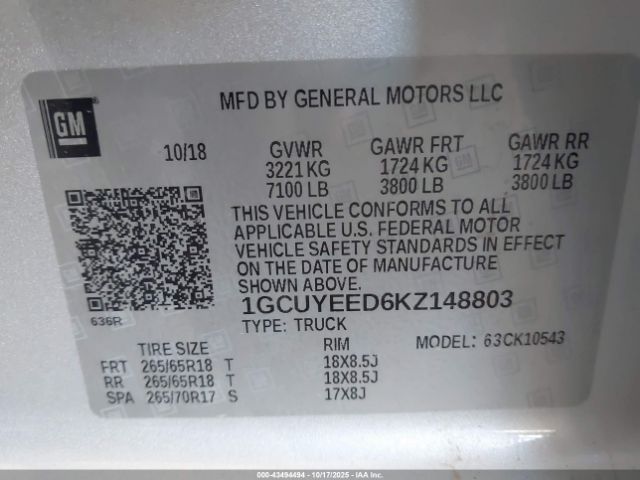 MFD BY GENERAL MOTORS LLC
GM
10/18 GVWR GAWR FRT GAWR RR
3221 KG 1724 KG 1724 KG
7100 LB 3800 LB 3800 LB
THIS VEHICLE CONFORMS TO ALL
APPLICABLE U.S. FEDERAL MOTOR
VEHICLE SAFETY STANDARDS IN EFFECT
ON THE DATE OF MANUFACTURE
SHOWN ABOVE.
636R
1GCUYEED6KZ148803
TYPE: TRUCK
MODEL: 63CK10543
TIRE SIZE RIM
FRT 265/65R18 T 18X8.5J
RR 265/65R18 T 18X8.5J
SPA 265/70R17 S 17X8J
000-43494494 - 10/17/2025 - IAA, Inc.